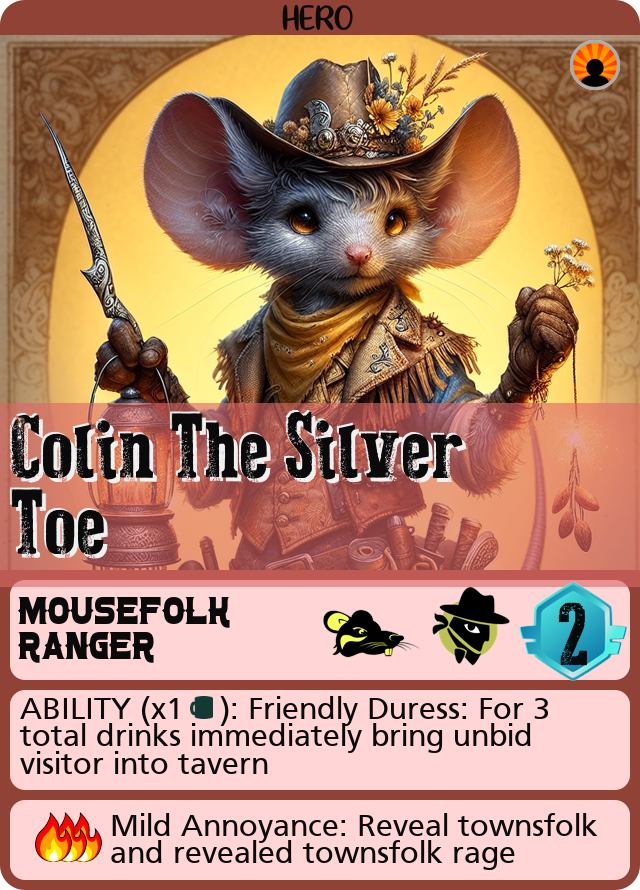 HERO
Colin The Silver
Toe
MOUSEFOLK
RANGER
2
ABILITY (x1 ): Friendly Duress: For 3
total drinks immediately bring unbid
visitor into tavern
Mild Annoyance: Reveal townsfolk
and revealed townsfolk rage